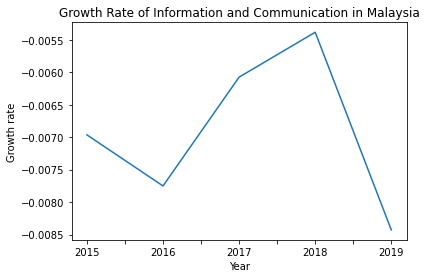 Growth Rate of Information and Communication in Malaysia
−0.0055
−0.0060
−0.0065
−0.0070
−0.0075
−0.0080
−0.0085
Growth rate
2015 2016 2017 2018 2019
Year